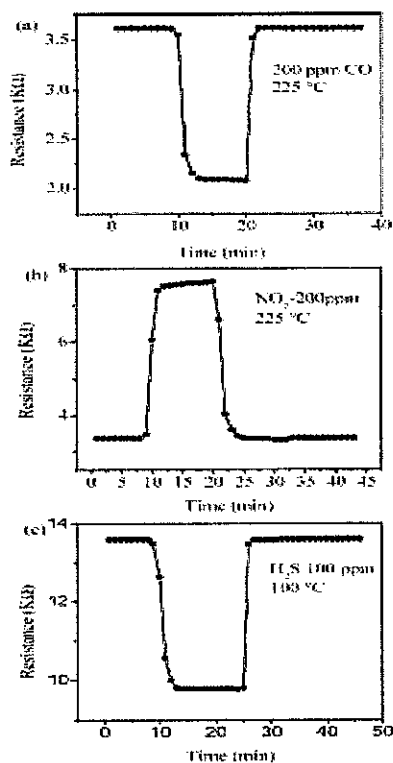 (a)
3.5
3.0
2.5
2.0
Resistance (KΩ)
200 ppm CO
225 °C
0 10 20 30 40
Time (min)
(b)
8
6
4
Resistance (KΩ)
NO₂-200ppm
225 °C
0 5 10 15 20 25 30 35 40 45
Time (min)
(c)
14
12
10
Resistance (KΩ)
H₂S 100 ppm
100 °C
0 10 20 30 40 50
Time (min)